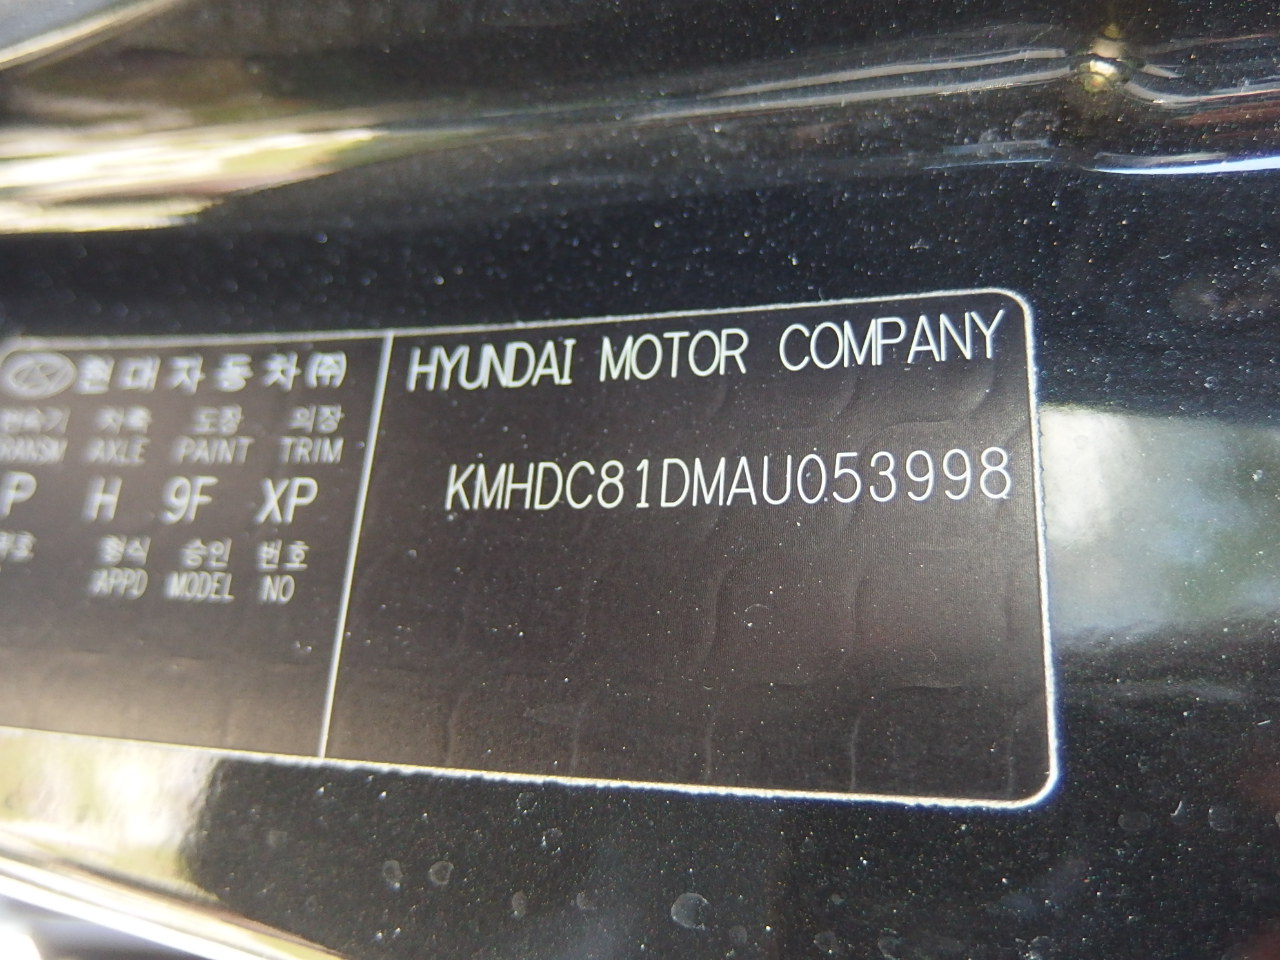 현대자동차(주)
변속기 차축 도장 의장
TRANSM AXLE PAINT TRIM
P H 9F XP
형식 승인 번호
APPD MODEL NO
HYUNDAI MOTOR COMPANY
KMHDC81DMAU053998